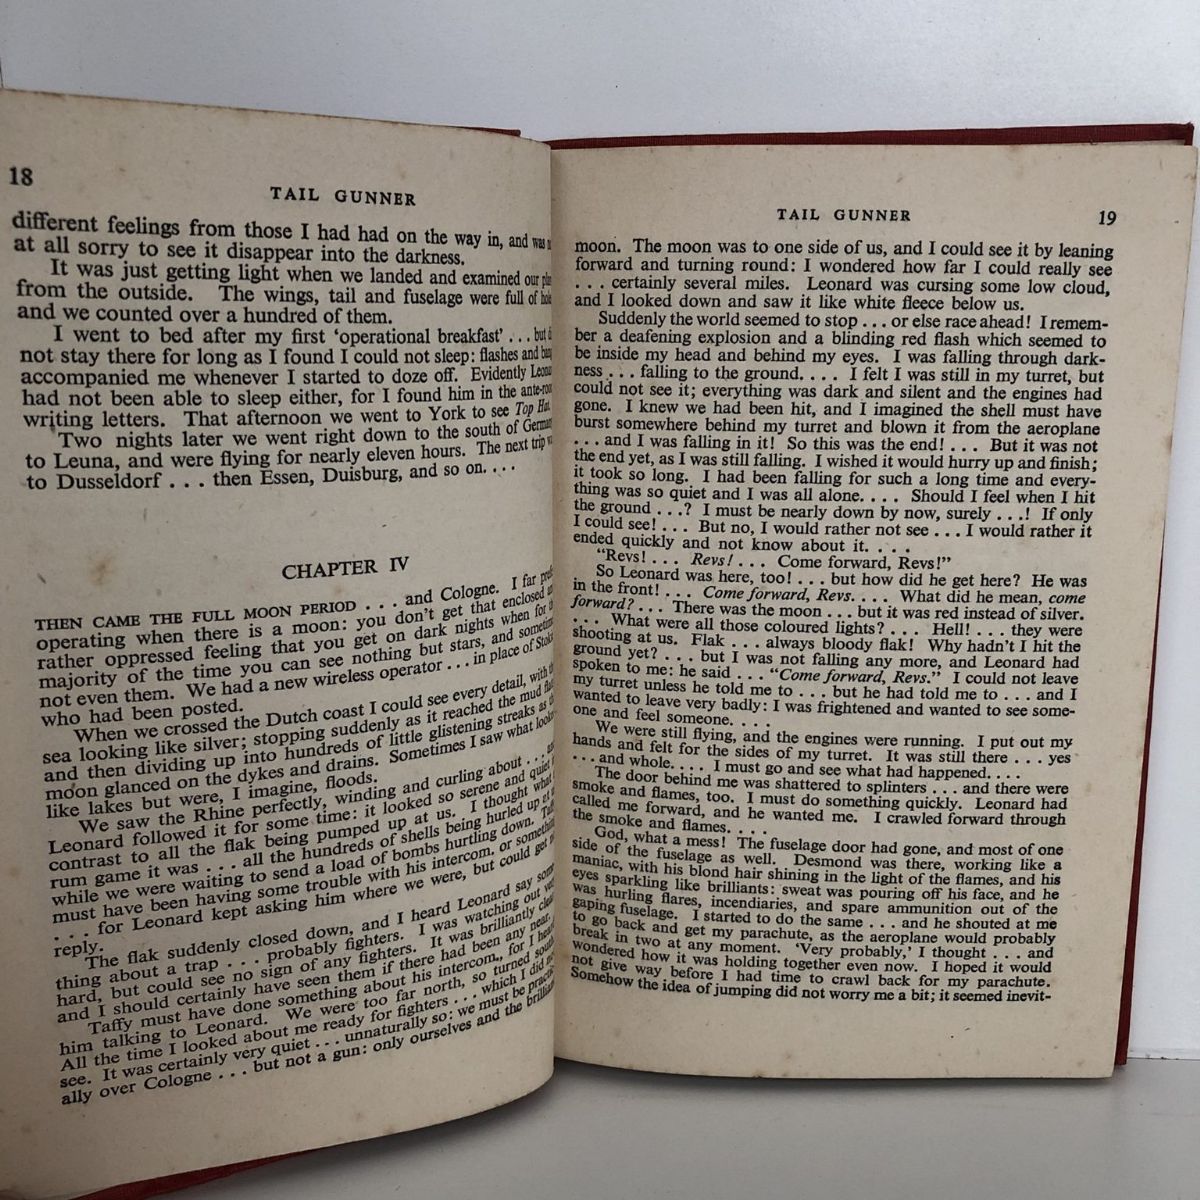 18
TAIL GUNNER
different feelings from those I had had on the way in, and was
at all sorry to see it disappear into the darkness.
It was just getting light when we landed and examined our
from the outside. The wings, tail and fuselage were full of
and we counted over a hundred of them.
I went to bed after my first ‘operational breakfast’ . . . but
not stay there for long as I found I could not sleep: flashes and
accompanied me whenever I started to doze off. Evidently
had not been able to sleep either, for I found him in the
writing letters. That afternoon we went to York to see Top
Two nights later we went right down to the south of
to Leuna, and were flying for nearly eleven hours. The next trip
to Dusseldorf . . . then Essen, Duisburg, and so on. . . .
CHAPTER IV
THEN CAME THE FULL MOON PERIOD . . . and Cologne. I far
operating when there is a moon: you don’t get that enclosed
rather oppressed feeling that you get on dark nights when for
majority of the time you can see nothing but stars, and
not even them. We had a new wireless operator . . . in place of
who had been posted.
When we crossed the Dutch coast I could see every detail, with
sea looking like silver; stopping suddenly as it reached the mud
and then dividing up into hundreds of little glistening streaks as
moon glanced on the dykes and drains. Sometimes I saw what
like lakes but were, I imagine, floods.
We saw the Rhine perfectly, winding and curling about . . .
Leonard followed it for some time: it looked so serene and quiet
contrast to all the flak being pumped up at us. I thought what
rum game it was . . . all the hundreds of shells being hurled up
while we were waiting to send a load of bombs hurtling down.
must have been having some trouble with his intercom. or
. . . for Leonard kept asking him where we were, but could get
reply.
The flak suddenly closed down, and I heard Leonard say
thing about a trap . . . probably fighters. I was watching out
hard, but could see no sign of any fighters. It was brilliantly
and I should certainly have seen them if there had been any near.
Taffy must have done something about his intercom., for I
him talking to Leonard. We were too far north, so turned
All the time I looked about me ready for fighters . . . which I did
see. It was certainly very quiet . . . unnaturally so: we must be
ally over Cologne . . . but not a gun: only ourselves and the
TAIL GUNNER
19
moon. The moon was to one side of us, and I could see it by leaning
forward and turning round: I wondered how far I could really see
. . . certainly several miles. Leonard was cursing some low cloud,
and I looked down and saw it like white fleece below us.
Suddenly the world seemed to stop . . . or else race ahead! I remem-
ber a deafening explosion and a blinding red flash which seemed to
be inside my head and behind my eyes. I was falling through dark-
ness . . . falling to the ground. . . . I felt I was still in my turret, but
could not see it; everything was dark and silent and the engines had
gone. I knew we had been hit, and I imagined the shell must have
burst somewhere behind my turret and blown it from the aeroplane
. . . and I was falling in it! So this was the end! . . . But it was not
the end yet, as I was still falling. I wished it would hurry up and finish;
it took so long. I had been falling for such a long time and every-
thing was so quiet and I was all alone. . . . Should I feel when I hit
the ground . . .? I must be nearly down by now, surely . . .! If only
I could see! . . . But no, I would rather not see . . . I would rather it
ended quickly and not know about it. . . .
“Revs! . . . Revs! . . . Come forward, Revs!”
So Leonard was here, too! . . . but how did he get here? He was
in the front! . . . Come forward, Revs. . . . What did he mean, come
forward? . . . There was the moon . . . but it was red instead of silver.
. . . What were all those coloured lights? . . . Hell! . . . they were
shooting at us. Flak . . . always bloody flak! Why hadn’t I hit the
ground yet? . . . but I was not falling any more, and Leonard had
spoken to me: he said . . . “Come forward, Revs.” I could not leave
my turret unless he told me to . . . but he had told me to . . . and I
wanted to leave very badly: I was frightened and wanted to see some-
one and feel someone. . . .
We were still flying, and the engines were running. I put out my
hands and felt for the sides of my turret. It was still there . . . yes
. . . and whole. . . . I must go and see what had happened. . . .
The door behind me was shattered to splinters . . . and there were
smoke and flames, too. I must do something quickly. Leonard had
called me forward, and he wanted me. I crawled forward through
the smoke and flames. . . .
God, what a mess! The fuselage door had gone, and most of one
side of the fuselage as well. Desmond was there, working like a
maniac, with his blond hair shining in the light of the flames, and his
eyes sparkling like brilliants: sweat was pouring off his face, and he
was hurling flares, incendiaries, and spare ammunition out of the
gaping fuselage. I started to do the same . . . and he shouted at me
to go back and get my parachute, as the aeroplane would probably
break in two at any moment. ‘Very probably,’ I thought . . . and
wondered how it was holding together even now. I hoped it would
not give way before I had time to crawl back for my parachute.
Somehow the idea of jumping did not worry me a bit; it seemed inevit-